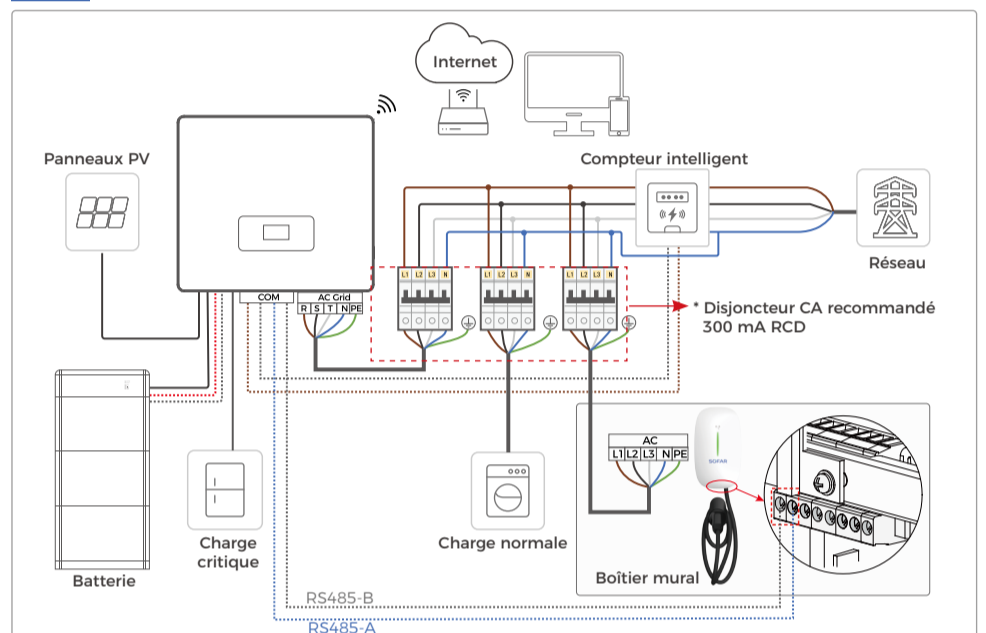 Internet
Panneaux PV
Compteur intelligent
Réseau
L1 L2 L3 N
L1 L2 L3 N
L1 L2 L3 N
COM
AC Grid
R S T N PE
* Disjoncteur CA recommandé
300 mA RCD
AC
L1 L2 L3 N PE
SOFAR
Charge
critique
Charge normale
Batterie
Boîtier mural
RS485-B
RS485-A